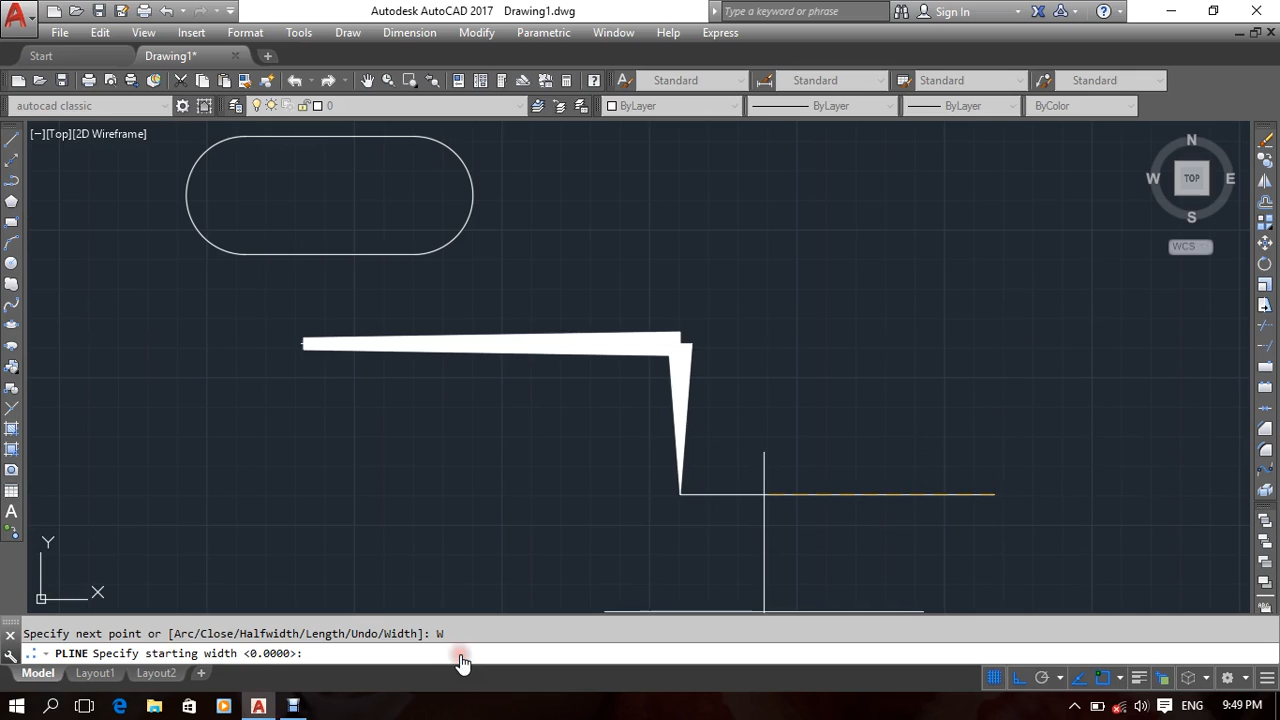 Autodesk AutoCAD 2017 Drawing1.dwg
Type a keyword or phrase
Sign In
File Edit View Insert Format Tools Draw Dimension Modify Parametric Window Help Express
Start Drawing1*
Standard Standard Standard Standard
autocad classic 0 ByLayer ByLayer ByLayer ByColor
[−][Top][2D Wireframe]
N
W TOP E
S
WCS
Y
X
Specify next point or [Arc/Close/Halfwidth/Length/Undo/Width]: W
PLINE Specify starting width <0.0000>:
Model Layout1 Layout2
ENG 9:49 PM